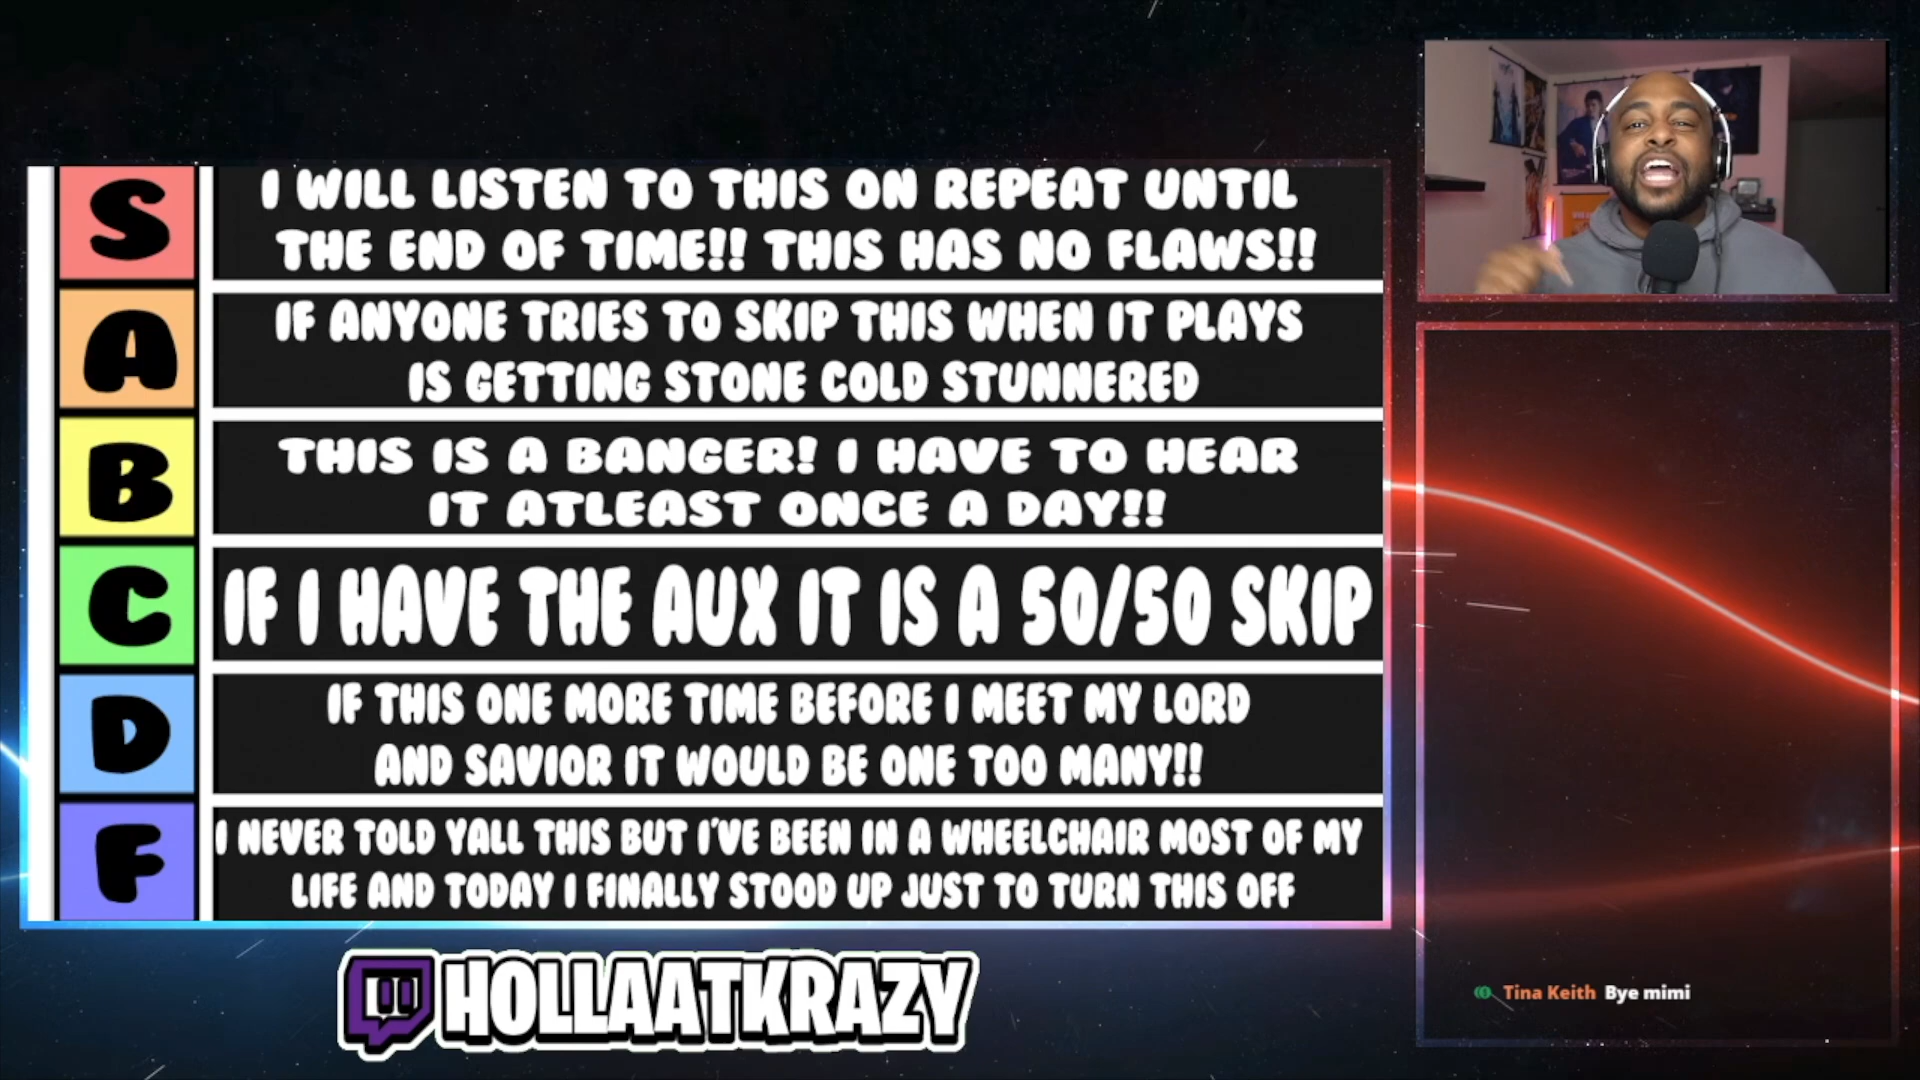 S
I WILL LISTEN TO THIS ON REPEAT UNTIL
THE END OF TIME!! THIS HAS NO FLAWS!!
A
IF ANYONE TRIES TO SKIP THIS WHEN IT PLAYS
IS GETTING STONE COLD STUNNERED
B
THIS IS A BANGER! I HAVE TO HEAR
IT ATLEAST ONCE A DAY!!
C
IF I HAVE THE AUX IT IS A 50/50 SKIP
D
IF THIS ONE MORE TIME BEFORE I MEET MY LORD
AND SAVIOR IT WOULD BE ONE TOO MANY!!
F
I NEVER TOLD YALL THIS BUT I'VE BEEN IN A WHEELCHAIR MOST OF MY
LIFE AND TODAY I FINALLY STOOD UP JUST TO TURN THIS OFF
HOLLAATKRAZY
Tina Keith Bye mimi